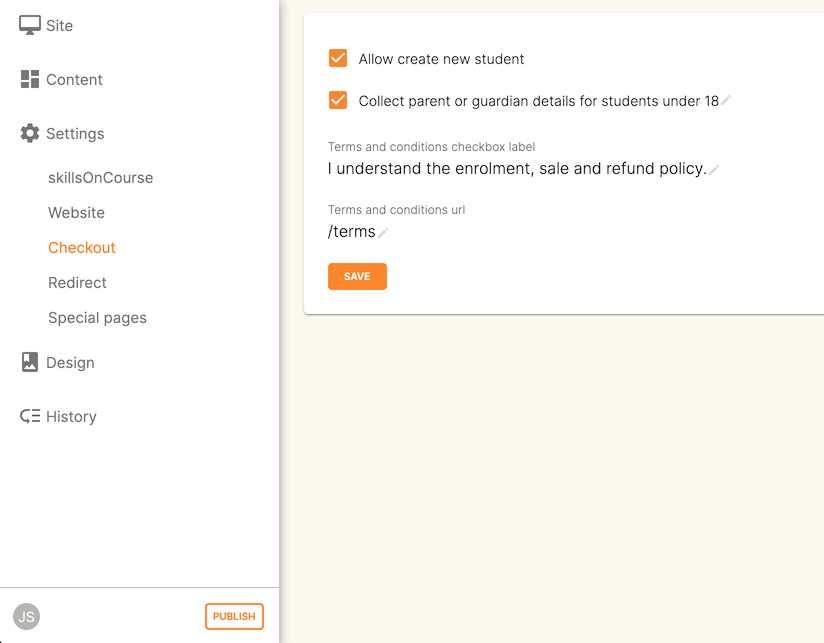 Site
Content
Settings
skillsOnCourse
Website
Checkout
Redirect
Special pages
Design
History
JS
PUBLISH
Allow create new student
Collect parent or guardian details for students under 18
Terms and conditions checkbox label
I understand the enrolment, sale and refund policy.
Terms and conditions url
/terms
SAVE